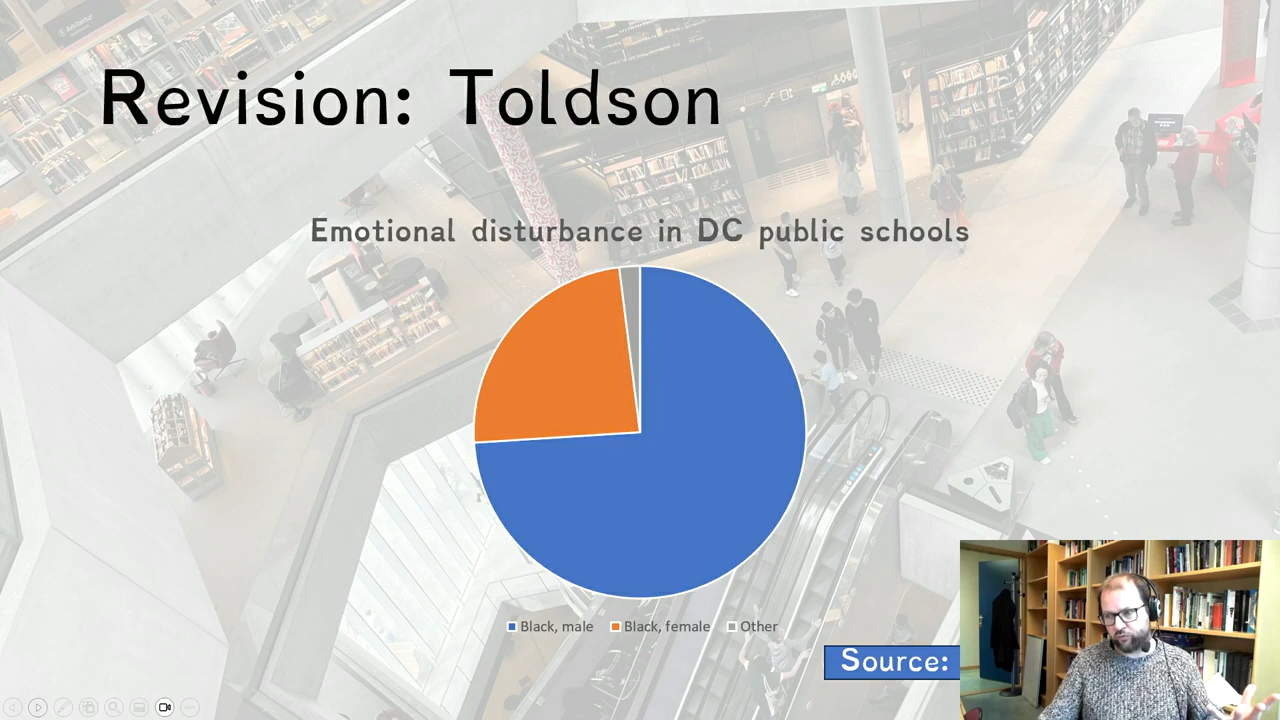 Revision: Toldson
Emotional disturbance in DC public schools
Black, male Black, female Other
Source: